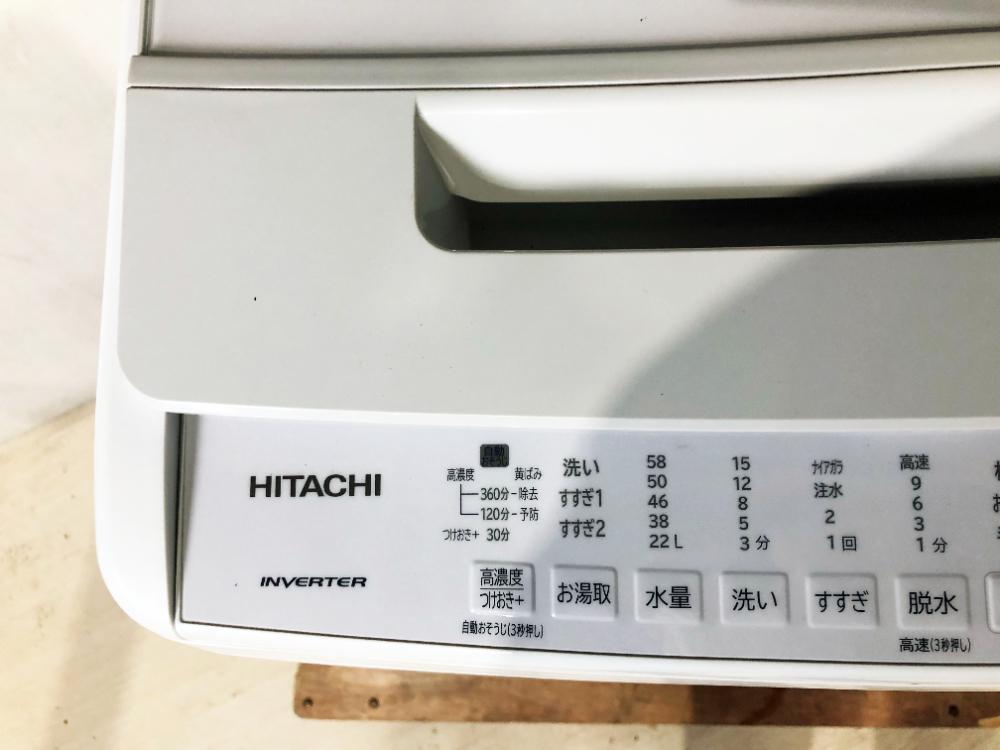 HITACHI
INVERTER
自動
おそうじ
高濃度 黄ばみ
360分-除去
120分-予防
つけおき+ 30分
高濃度
つけおき+
自動おそうじ(3秒押し)
洗い
すすぎ1
すすぎ2
お湯取
58
50
46
38
22L
水量
15
12
8
5
3分
洗い
ナイアガラ
注水
2
1回
すすぎ
高速
9
6
3
1分
脱水
高速(3秒押し)